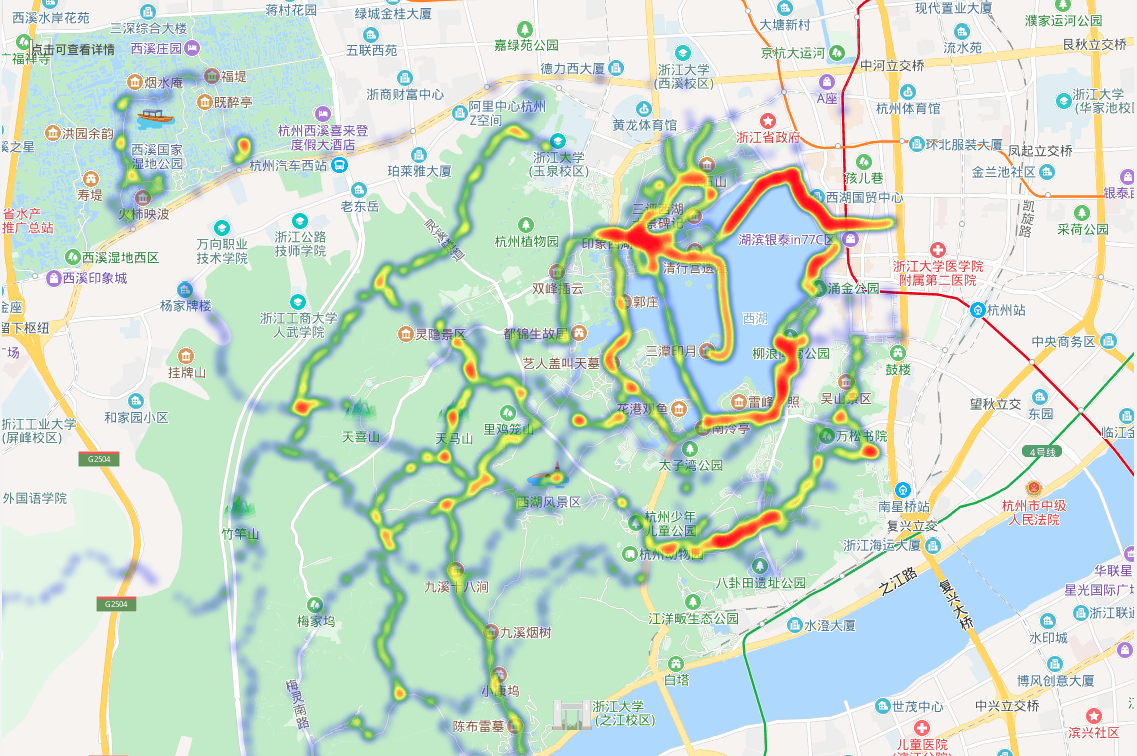 西溪水岸花苑
三深综合大楼
蒋村花园
绿城金桂大厦
大塘新村
现代置业大厦
濮家运河公园
点击可查看详情
福禅寺
西溪庄园
五联西苑
嘉绿苑公园
流水苑
艮秋立交桥
京杭大运河
浙江大学
(西溪校区)
中河立交桥
德力西大厦
福堤
烟水庵
浙商财富中心
A座
浙江大学
(华家池校区)
既醉亭
阿里中心杭州
Z空间
杭州体育馆
黄龙体育馆
浙江省政府
洪园余韵
杭州西溪喜来登
度假大酒店
环北服装大厦
凤起立交桥
溪之星
西溪国家
湿地公园
杭州汽车西站
珀莱雅大厦
浙江大学
(玉泉校区)
孩儿巷
金兰池社区
寿堤
老东岳
西湖国贸中心
银泰百
火柿映波
省水产
推广总站
万向职业
技术学院
浙江公路
技师学院
灵溪隧道
杭州植物园
印象西湖
湖滨银泰in77C区
凯旋路
采荷公园
西溪湿地西区
西溪印象城
双峰插云
清行宫遗
浙江大学医学院
附属第二医院
杨家牌楼
浙江工商大学
人武学院
郭庄
涌金公园
杭州站
金座
留下枢纽
广场
灵隐景区
都锦生故居
西湖
中央商务区
挂牌山
艺人盖叫天墓
三潭印月
鼓楼
吴山景区
望秋立交
和家园小区
里鸡笼山
花港观鱼
东园
浙江工业大学
(屏峰校区)
天喜山
天马山
南泠亭
万松书院
临江金
G2504
太子湾公园
4号线
外国语学院
西湖风景区
南星桥站
杭州市中级
人民法院
竹竿山
杭州少年
儿童公园
复兴立交
浙江海运大厦
杭州动物园
八卦田遗址公园
之江路
复兴大桥
华联星
星光国际广场
九溪十八涧
G2504
梅家坞
江洋畈生态公园
九溪烟树
水澄大厦
浙江联通
水印城
白塔
博风创意大厦
梅灵南路
陈布雷墓
浙江大学
(之江校区)
世茂中心
中兴立交桥
滨兴社区
儿童医院